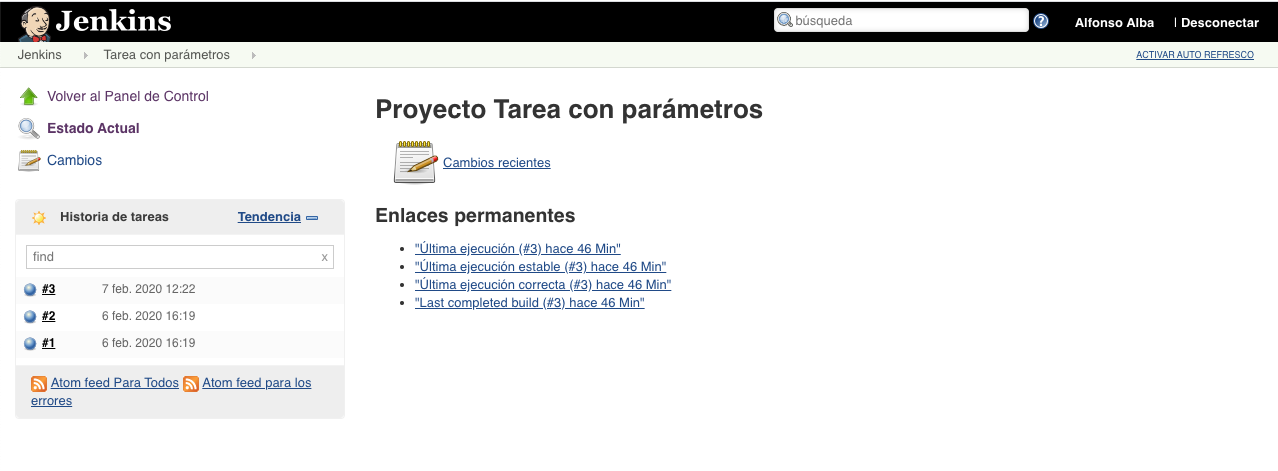 Jenkins
búsqueda
?
Alfonso Alba | Desconectar
Jenkins Tarea con parámetros
ACTIVAR AUTO REFRESCO
Volver al Panel de Control
Estado Actual
Cambios
Historia de tareas Tendencia
find x
#3 7 feb. 2020 12:22
#2 6 feb. 2020 16:19
#1 6 feb. 2020 16:19
Atom feed Para Todos Atom feed para los
errores
Proyecto Tarea con parámetros
Cambios recientes
Enlaces permanentes
"Última ejecución (#3) hace 46 Min"
"Última ejecución estable (#3) hace 46 Min"
"Última ejecución correcta (#3) hace 46 Min"
"Last completed build (#3) hace 46 Min"